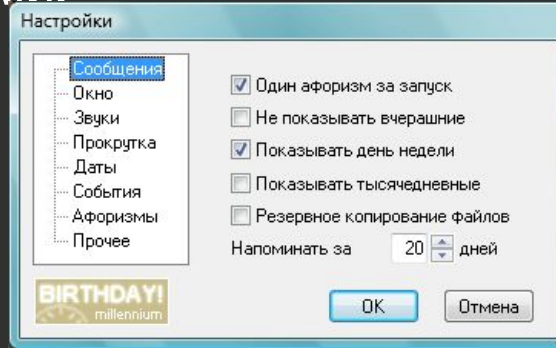 Настройки
Сообщения
Окно
Звуки
Прокрутка
Даты
События
Афоризмы
Прочее
Один афоризм за запуск
Не показывать вчерашние
Показывать день недели
Показывать тысячедневные
Резервное копирование файлов
Напоминать за 20 дней
BIRTHDAY!
millennium
OK
Отмена